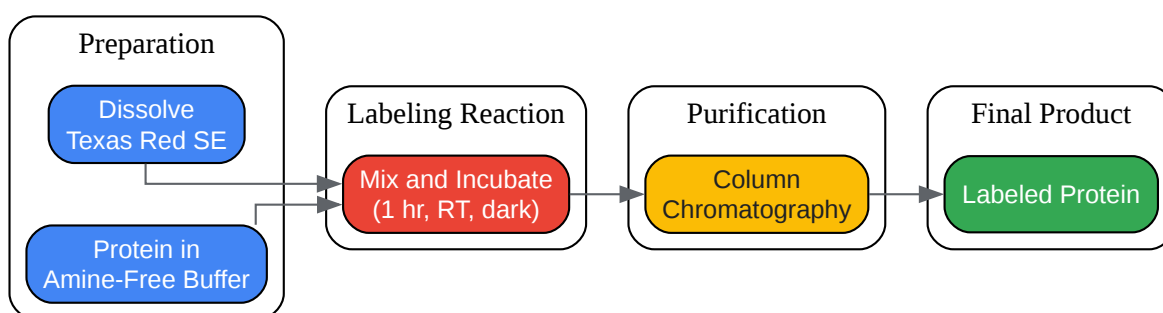 Preparation
Dissolve
Texas Red SE
Protein in
Amine-Free Buffer
Labeling Reaction
Mix and Incubate
(1 hr, RT, dark)
Purification
Column
Chromatography
Final Product
Labeled Protein